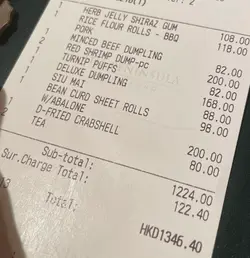 1 HERB JELLY SHIRAZ GUM 108.00
RICE FLOUR ROLLS - BBQ 118.00
PORK
MINCED BEEF DUMPLING 82.00
RED SHRIMP DUMP-PC 200.00
TURNIP PUFFS 82.00
DELUXE DUMPLING 168.00
SIU MAI 88.00
BEAN CURD SHEET ROLLS 98.00
W/ABALONE
D-FRIED CRABSHELL 200.00
TEA 80.00
Sub-total: 1224.00
Sur.Charge Total: 122.40
Total: HKD1346.40